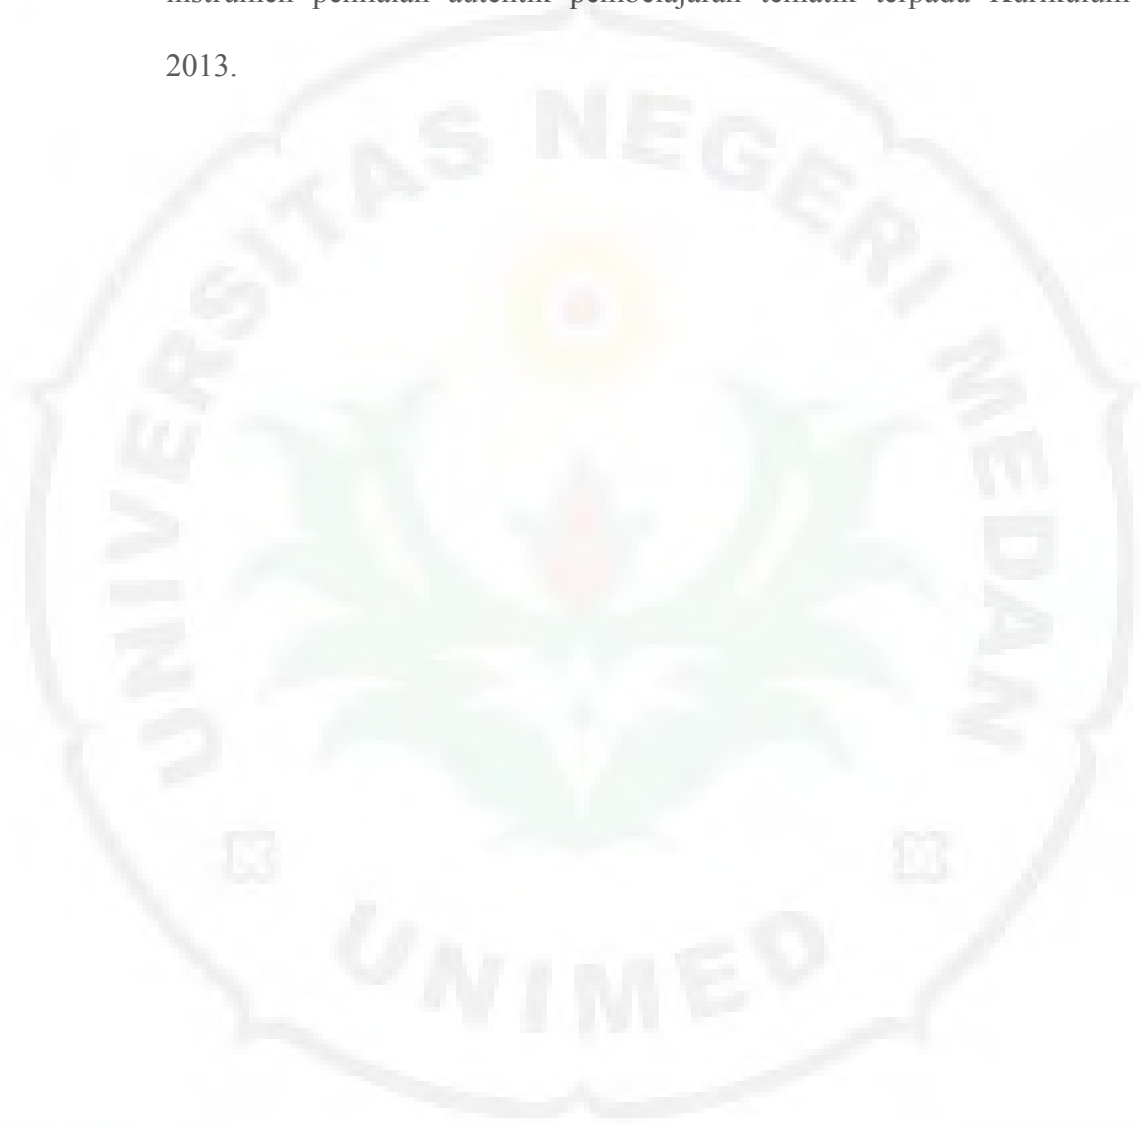 instrumen penilaian autentik pembelajaran tematik terpadu Kurikulum
2013.
UNIVERSITAS NEGERI MEDAN
UNIMED